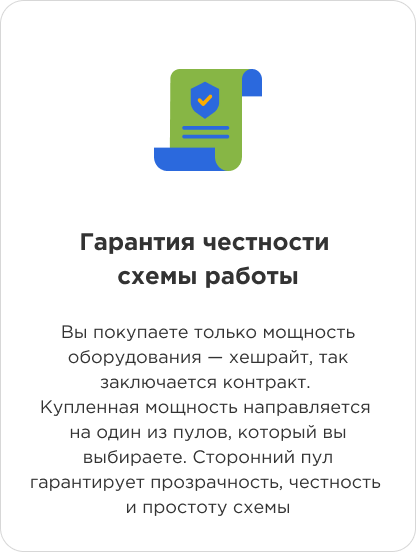 Гарантия честности
схемы работы
Вы покупаете только мощность
оборудования — хешрайт, так
заключается контракт.
Купленная мощность направляется
на один из пулов, который вы
выбираете. Сторонний пул
гарантирует прозрачность, честность
и простоту схемы